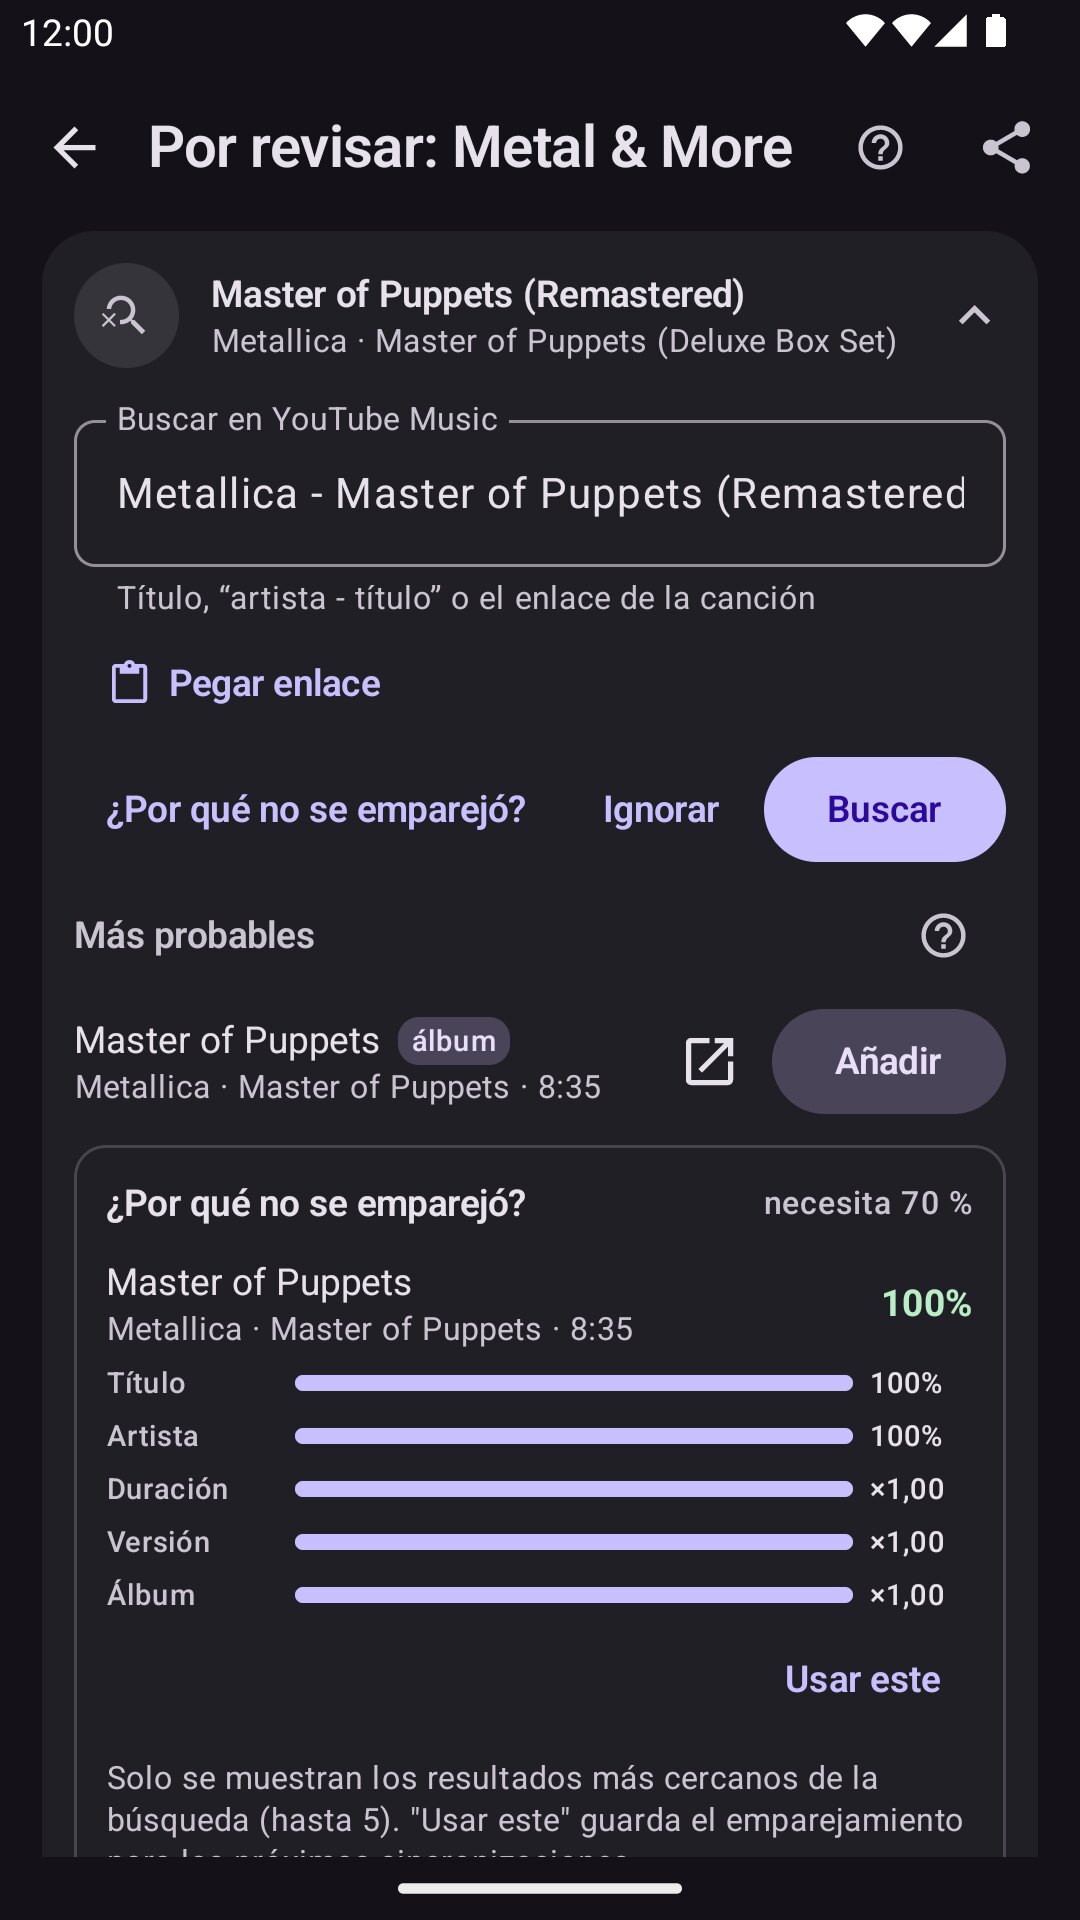 12:00
Por revisar: Metal & More
Master of Puppets (Remastered)
Metallica · Master of Puppets (Deluxe Box Set)
Buscar en YouTube Music
Metallica - Master of Puppets (Remastered
Título, “artista - título” o el enlace de la canción
Pegar enlace
¿Por qué no se emparejó? Ignorar Buscar
Más probables
Master of Puppets álbum
Metallica · Master of Puppets · 8:35
Añadir
¿Por qué no se emparejó? necesita 70 %
Master of Puppets
Metallica · Master of Puppets · 8:35
100%
Título 100%
Artista 100%
Duración ×1,00
Versión ×1,00
Álbum ×1,00
Usar este
Solo se muestran los resultados más cercanos de la
búsqueda (hasta 5). "Usar este" guarda el emparejamiento